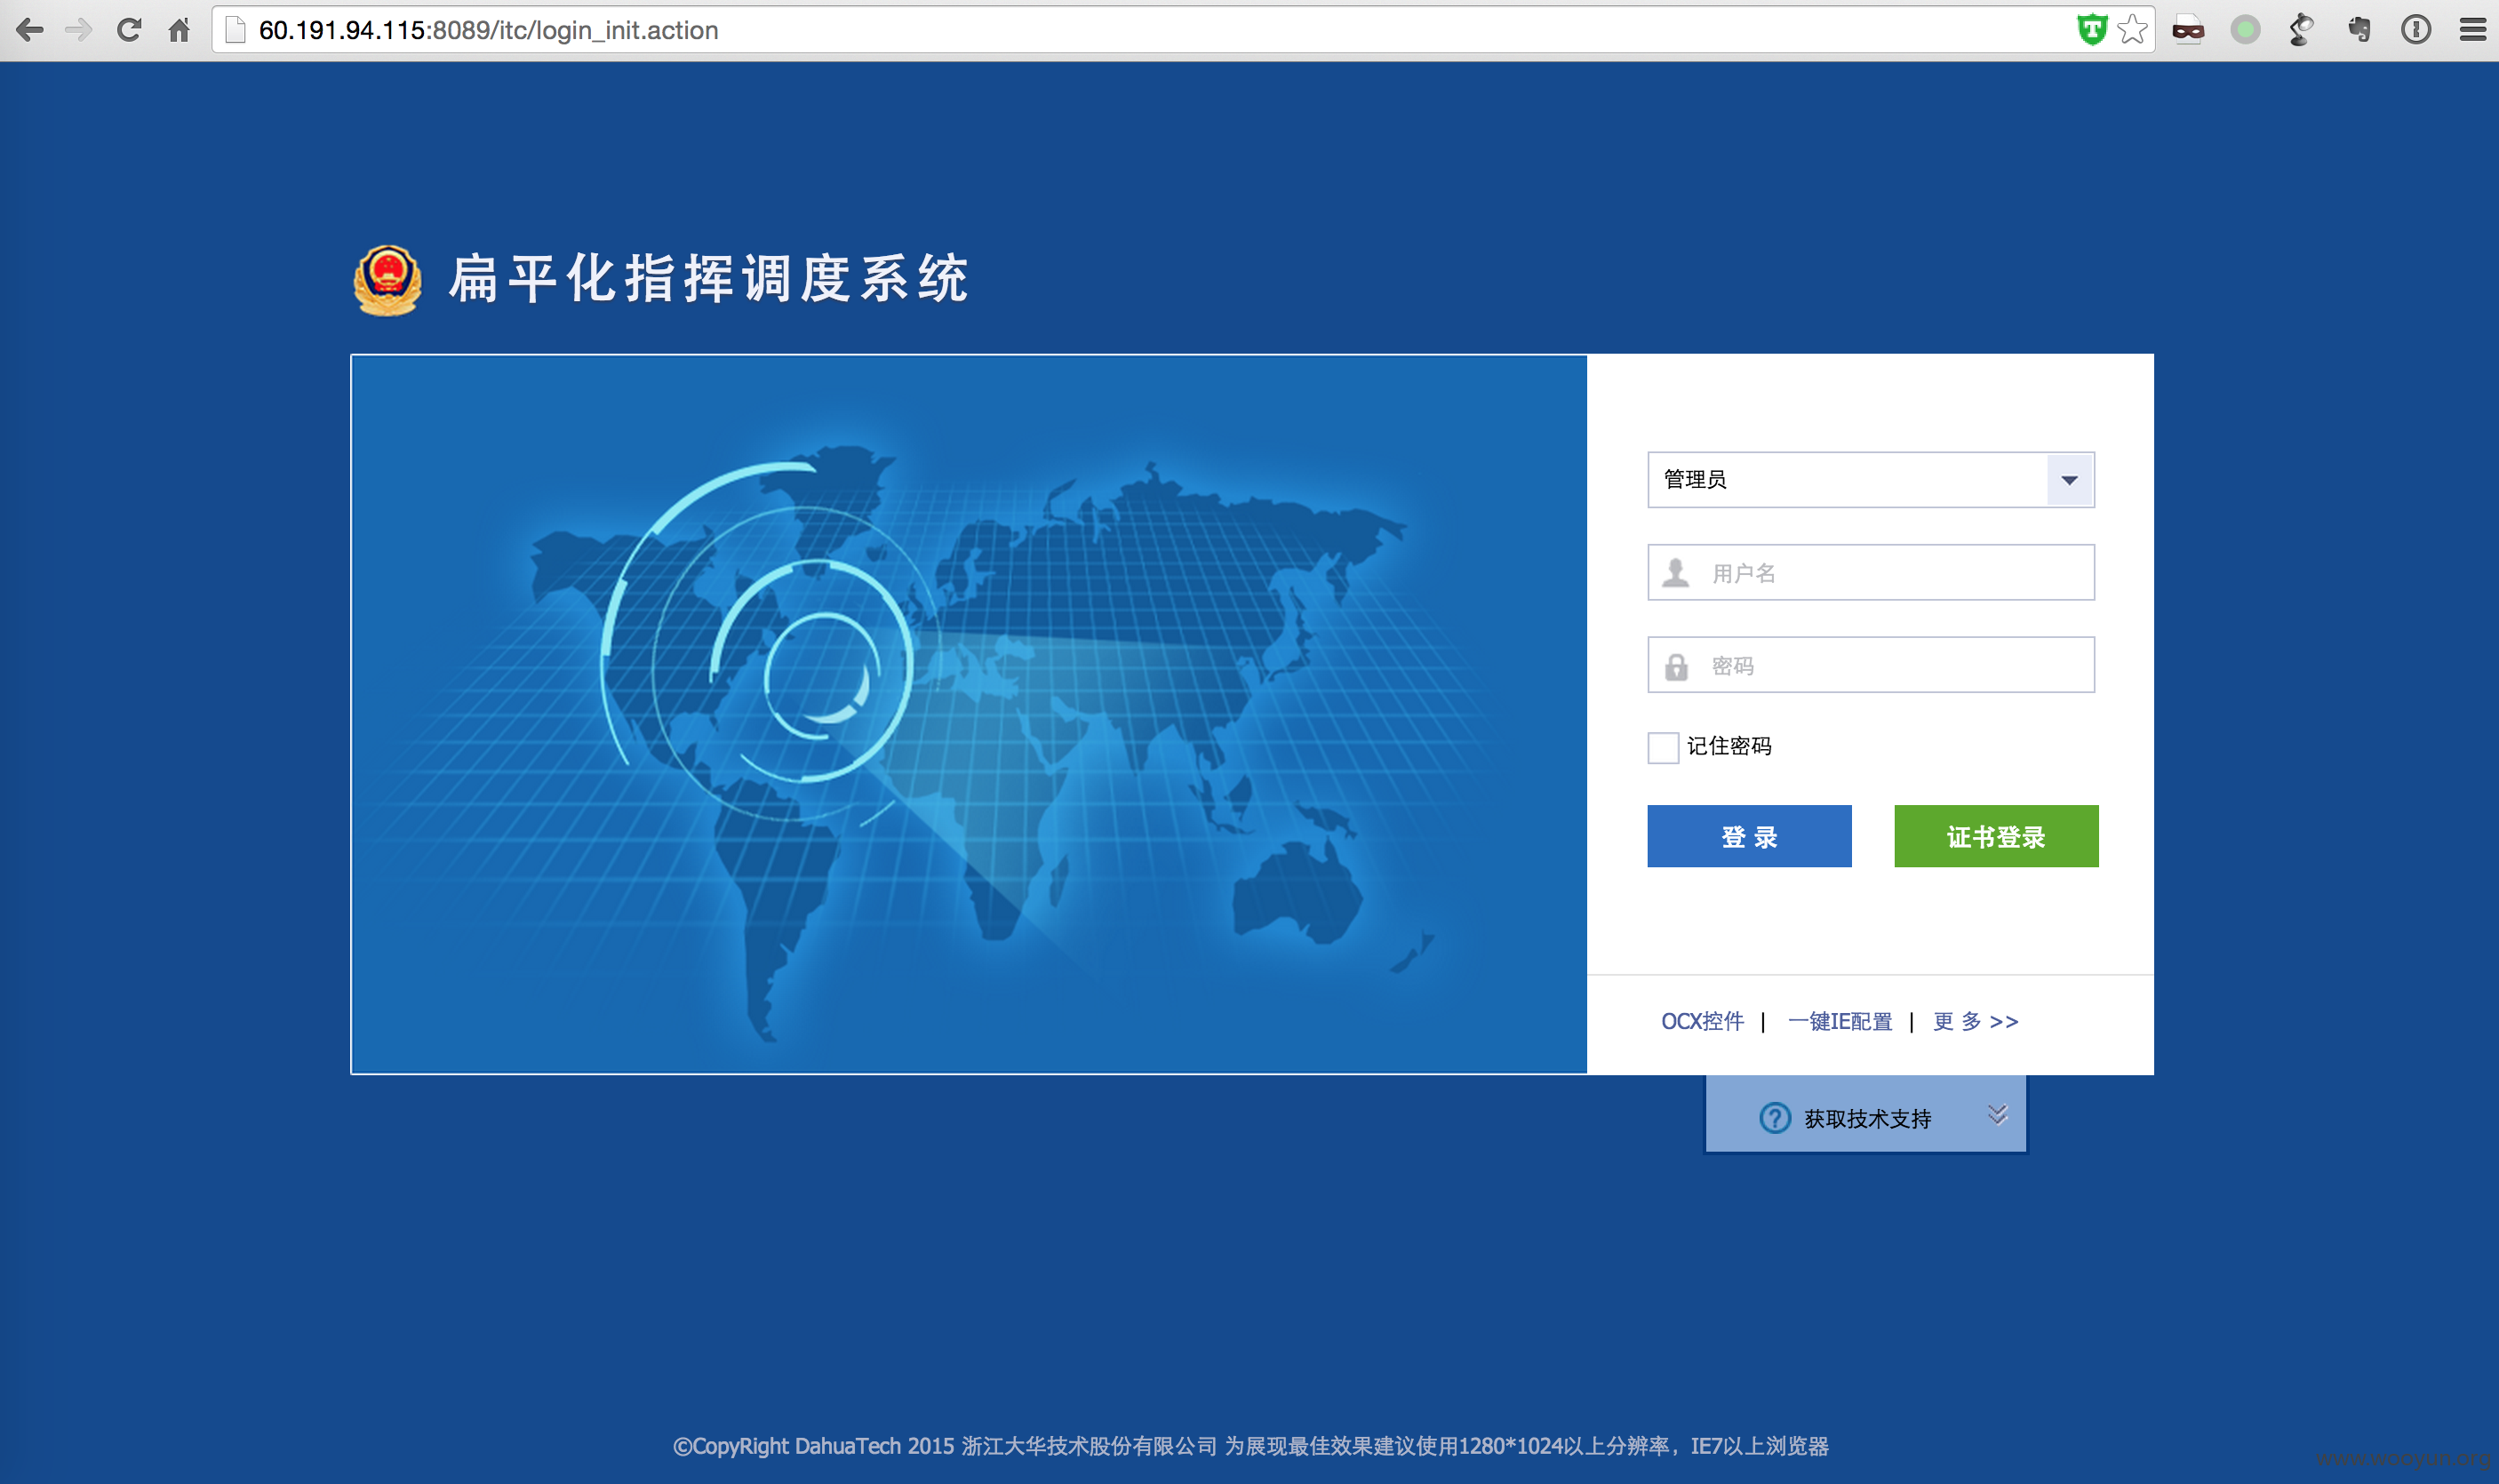 60.191.94.115:8089/itc/login_init.action
扁平化指挥调度系统
管理员
用户名
密码
记住密码
登 录
证书登录
OCX控件 | 一键IE配置 | 更 多 >>
获取技术支持
©CopyRight DahuaTech 2015 浙江大华技术股份有限公司 为展现最佳效果建议使用1280*1024以上分辨率，IE7以上浏览器
www.wooyun.org